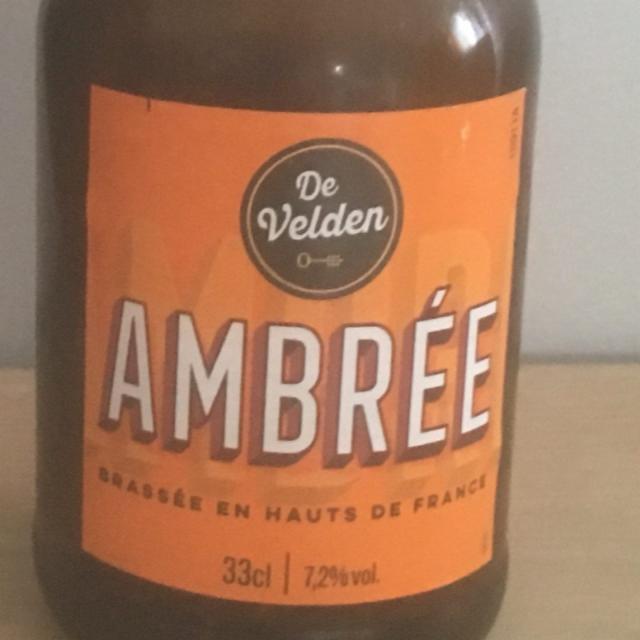 De
Velden
AMBRÉE
BRASSÉE EN HAUTS DE FRANCE
33cl | 7,2% vol.